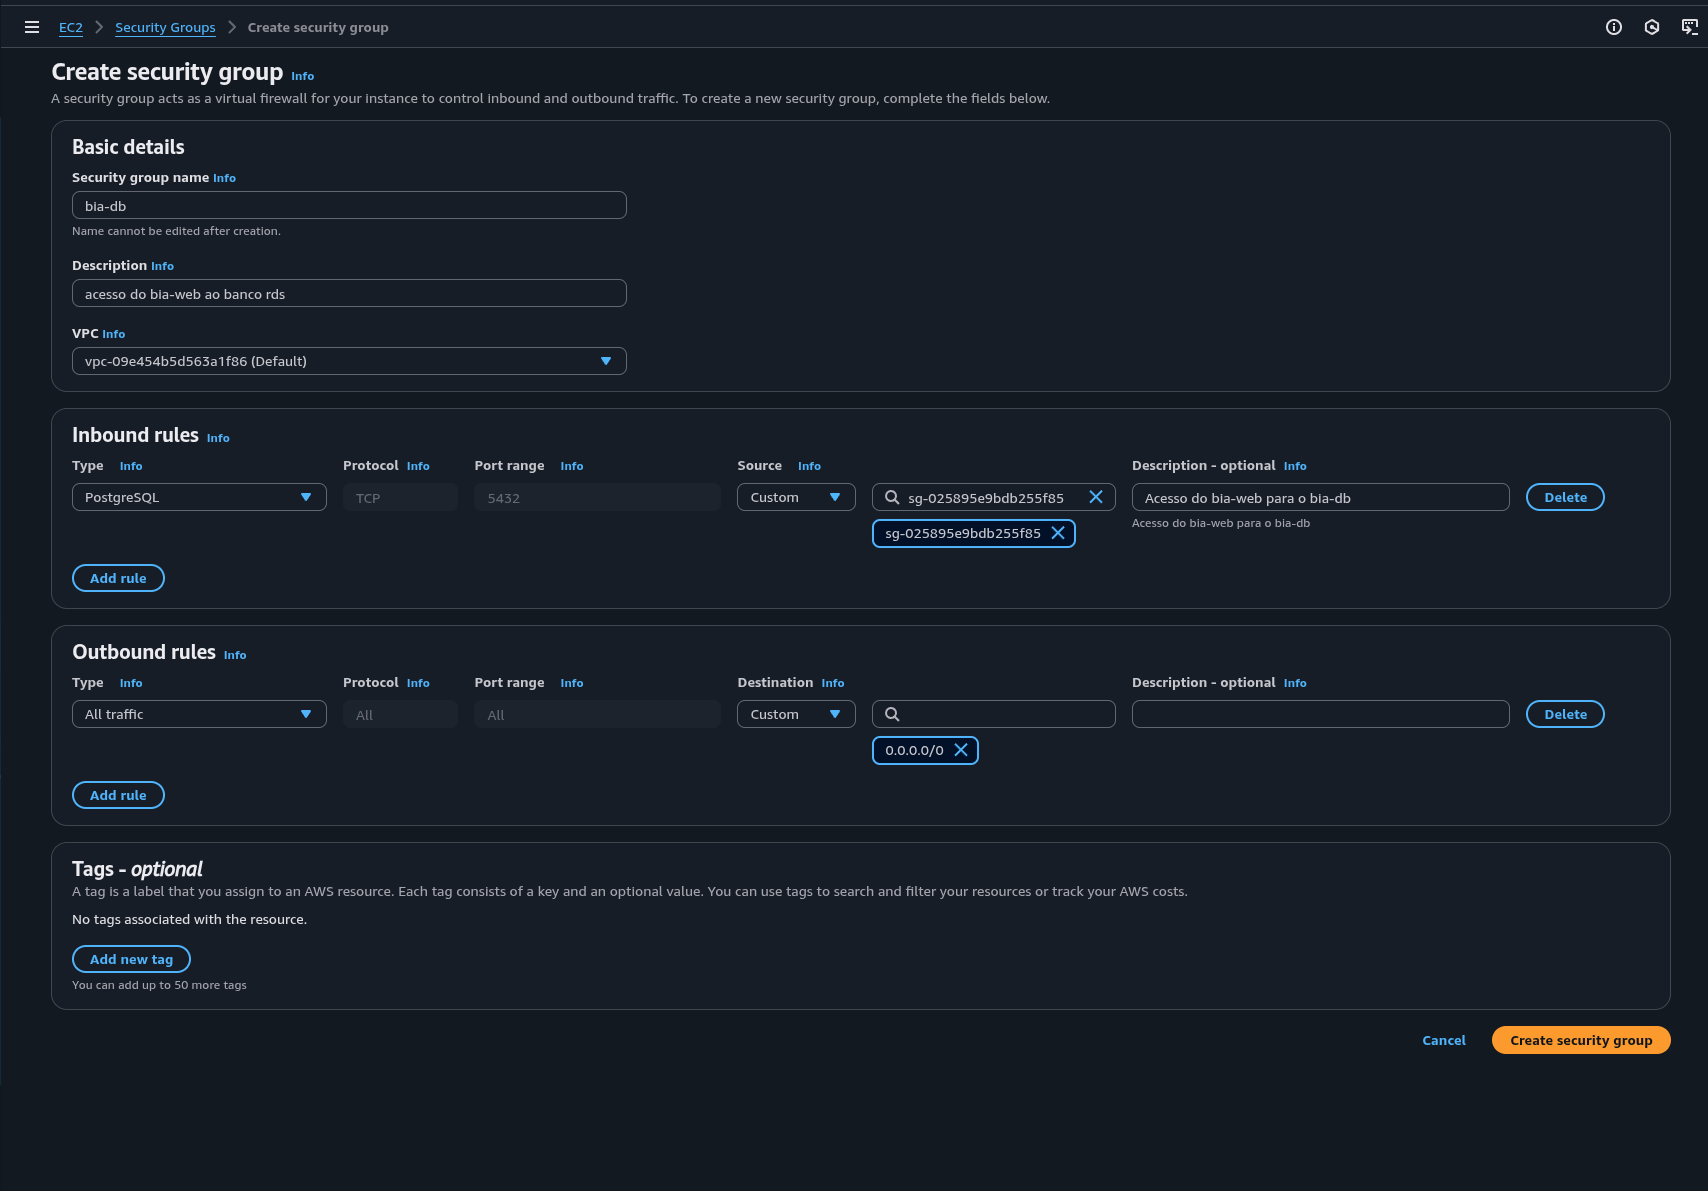 EC2 > Security Groups > Create security group
Create security group Info
A security group acts as a virtual firewall for your instance to control inbound and outbound traffic. To create a new security group, complete the fields below.
Basic details
Security group name Info
bia-db
Name cannot be edited after creation.
Description Info
acesso do bia-web ao banco rds
VPC Info
vpc-09e454b5d563a1f86 (Default)
Inbound rules Info
Type Info Protocol Info Port range Info Source Info Description - optional Info
PostgreSQL TCP 5432 Custom sg-025895e9bdb255f85 Acesso do bia-web para o bia-db Delete
Acesso do bia-web para o bia-db
sg-025895e9bdb255f85
Add rule
Outbound rules Info
Type Info Protocol Info Port range Info Destination Info Description - optional Info
All traffic All All Custom Delete
0.0.0.0/0
Add rule
Tags - optional
A tag is a label that you assign to an AWS resource. Each tag consists of a key and an optional value. You can use tags to search and filter your resources or track your AWS costs.
No tags associated with the resource.
Add new tag
You can add up to 50 more tags
Cancel Create security group